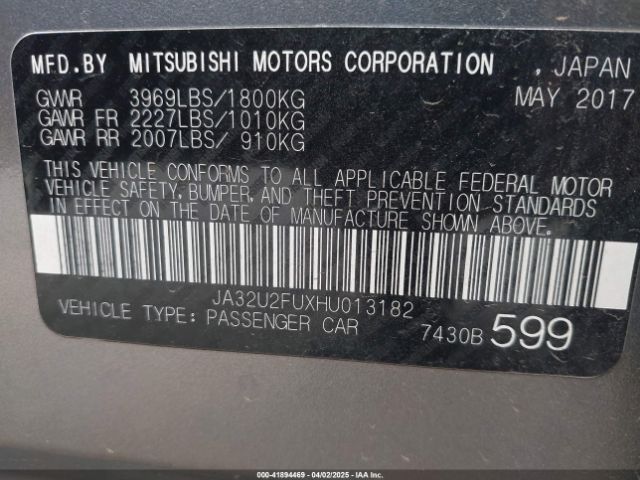 MFD.BY MITSUBISHI MOTORS CORPORATION , JAPAN
GVWR 3969LBS/1800KG MAY 2017
GAWR FR 2227LBS/1010KG
GAWR RR 2007LBS/ 910KG
THIS VEHICLE CONFORMS TO ALL APPLICABLE FEDERAL MOTOR
VEHICLE SAFETY, BUMPER, AND THEFT PREVENTION STANDARDS
IN EFFECT ON THE DATE OF MANUFACTURE SHOWN ABOVE.
JA32U2FUXHU013182
VEHICLE TYPE: PASSENGER CAR 7430B 599
000-41894469 - 04/02/2025 - IAA Inc.